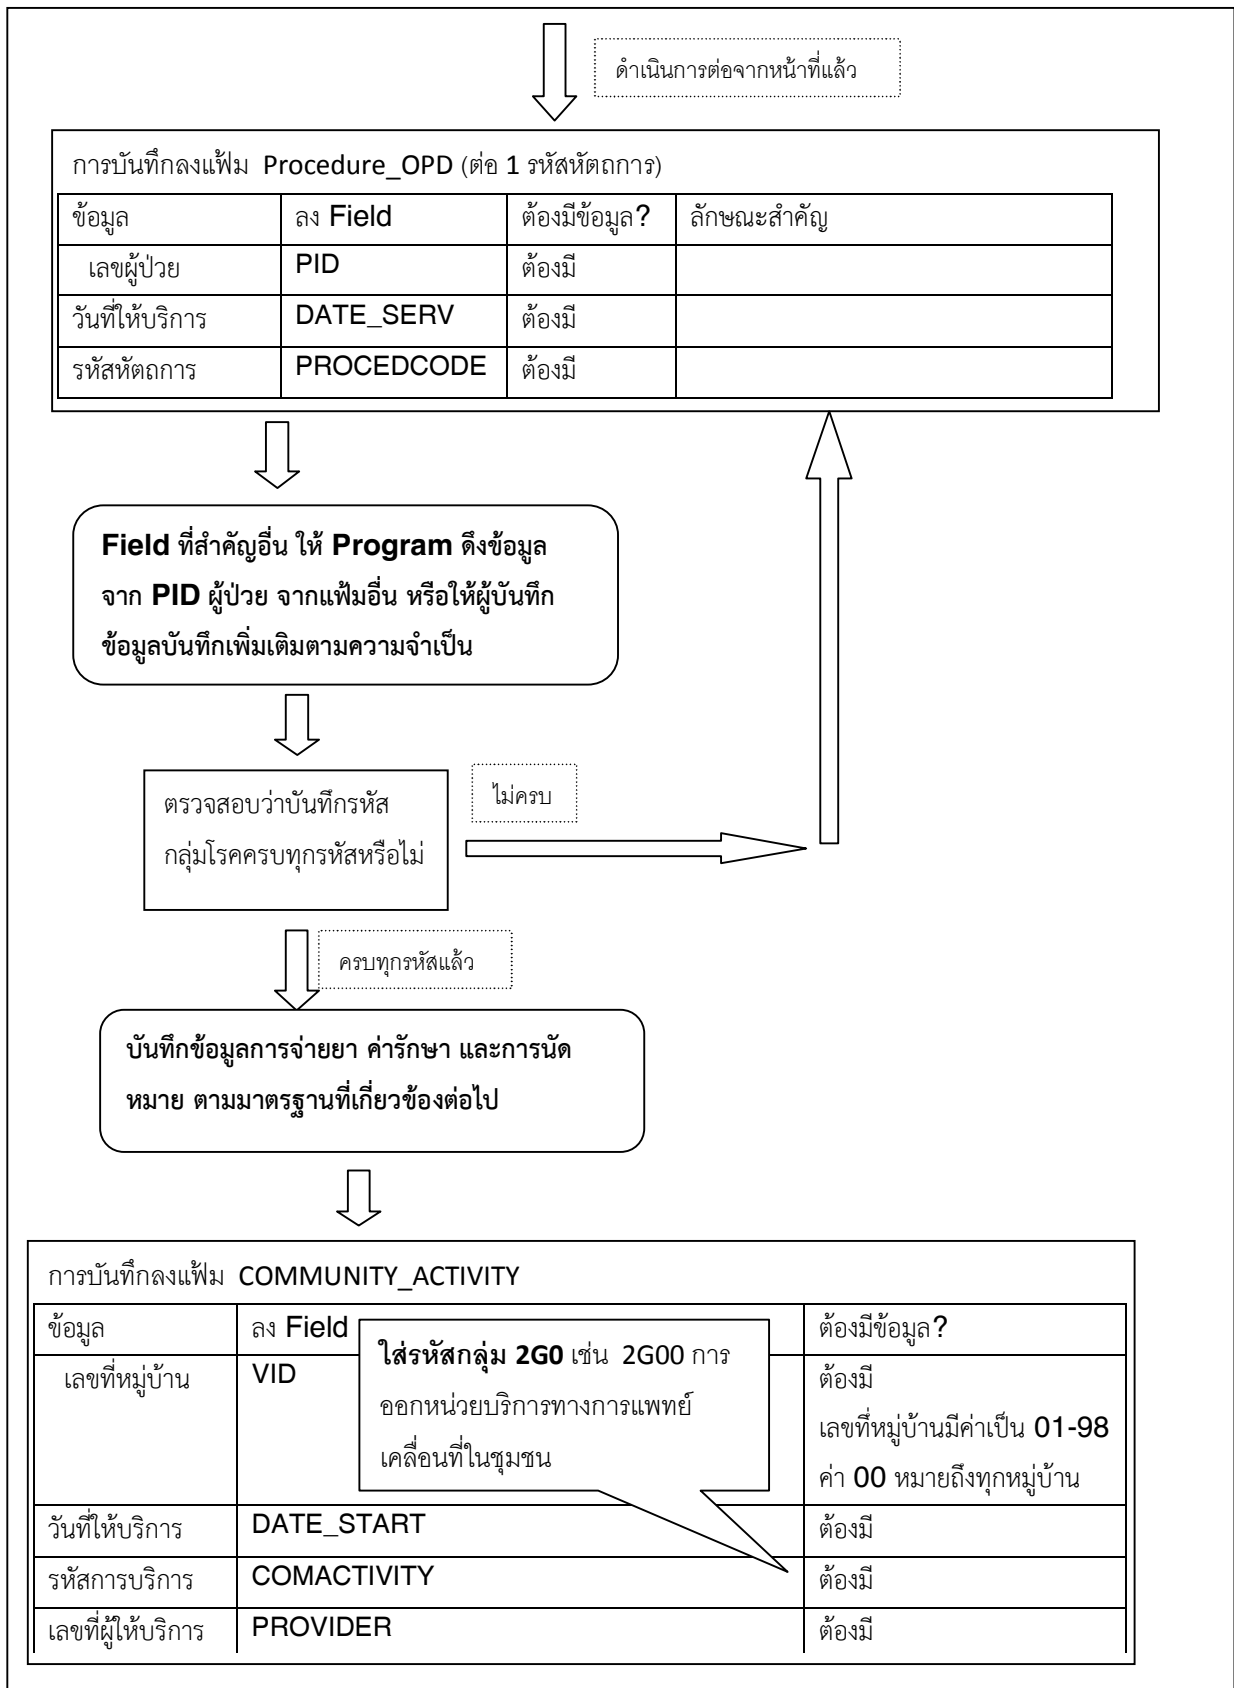 ดำเนินการต่อจากหน้าที่แล้ว
การบันทึกลงแฟ้ม Procedure_OPD (ต่อ 1 รหัสหัตถการ)
ข้อมูล ลง Field ต้องมีข้อมูล? ลักษณะสำคัญ
เลขผู้ป่วย PID ต้องมี
วันที่ให้บริการ DATE_SERV ต้องมี
รหัสหัตถการ PROCEDCODE ต้องมี
Field ที่สำคัญอื่น ให้ Program ดึงข้อมูล
จาก PID ผู้ป่วย จากแฟ้มอื่น หรือให้ผู้บันทึก
ข้อมูลบันทึกเพิ่มเติมตามความจำเป็น
ตรวจสอบว่าบันทึกรหัส
กลุ่มโรคครบทุกรหัสหรือไม่
ไม่ครบ
ครบทุกรหัสแล้ว
บันทึกข้อมูลการจ่ายยา ค่ารักษา และการนัด
หมาย ตามมาตรฐานที่เกี่ยวข้องต่อไป
การบันทึกลงแฟ้ม COMMUNITY_ACTIVITY
ข้อมูล ลง Field ต้องมีข้อมูล?
เลขที่หมู่บ้าน VID ต้องมี
เลขที่หมู่บ้านมีค่าเป็น 01-98
ค่า 00 หมายถึงทุกหมู่บ้าน
ใส่รหัสกลุ่ม 2G0 เช่น 2G00 การ
ออกหน่วยบริการทางการแพทย์
เคลื่อนที่ในชุมชน
วันที่ให้บริการ DATE_START ต้องมี
รหัสการบริการ COMACTIVITY ต้องมี
เลขที่ผู้ให้บริการ PROVIDER ต้องมี